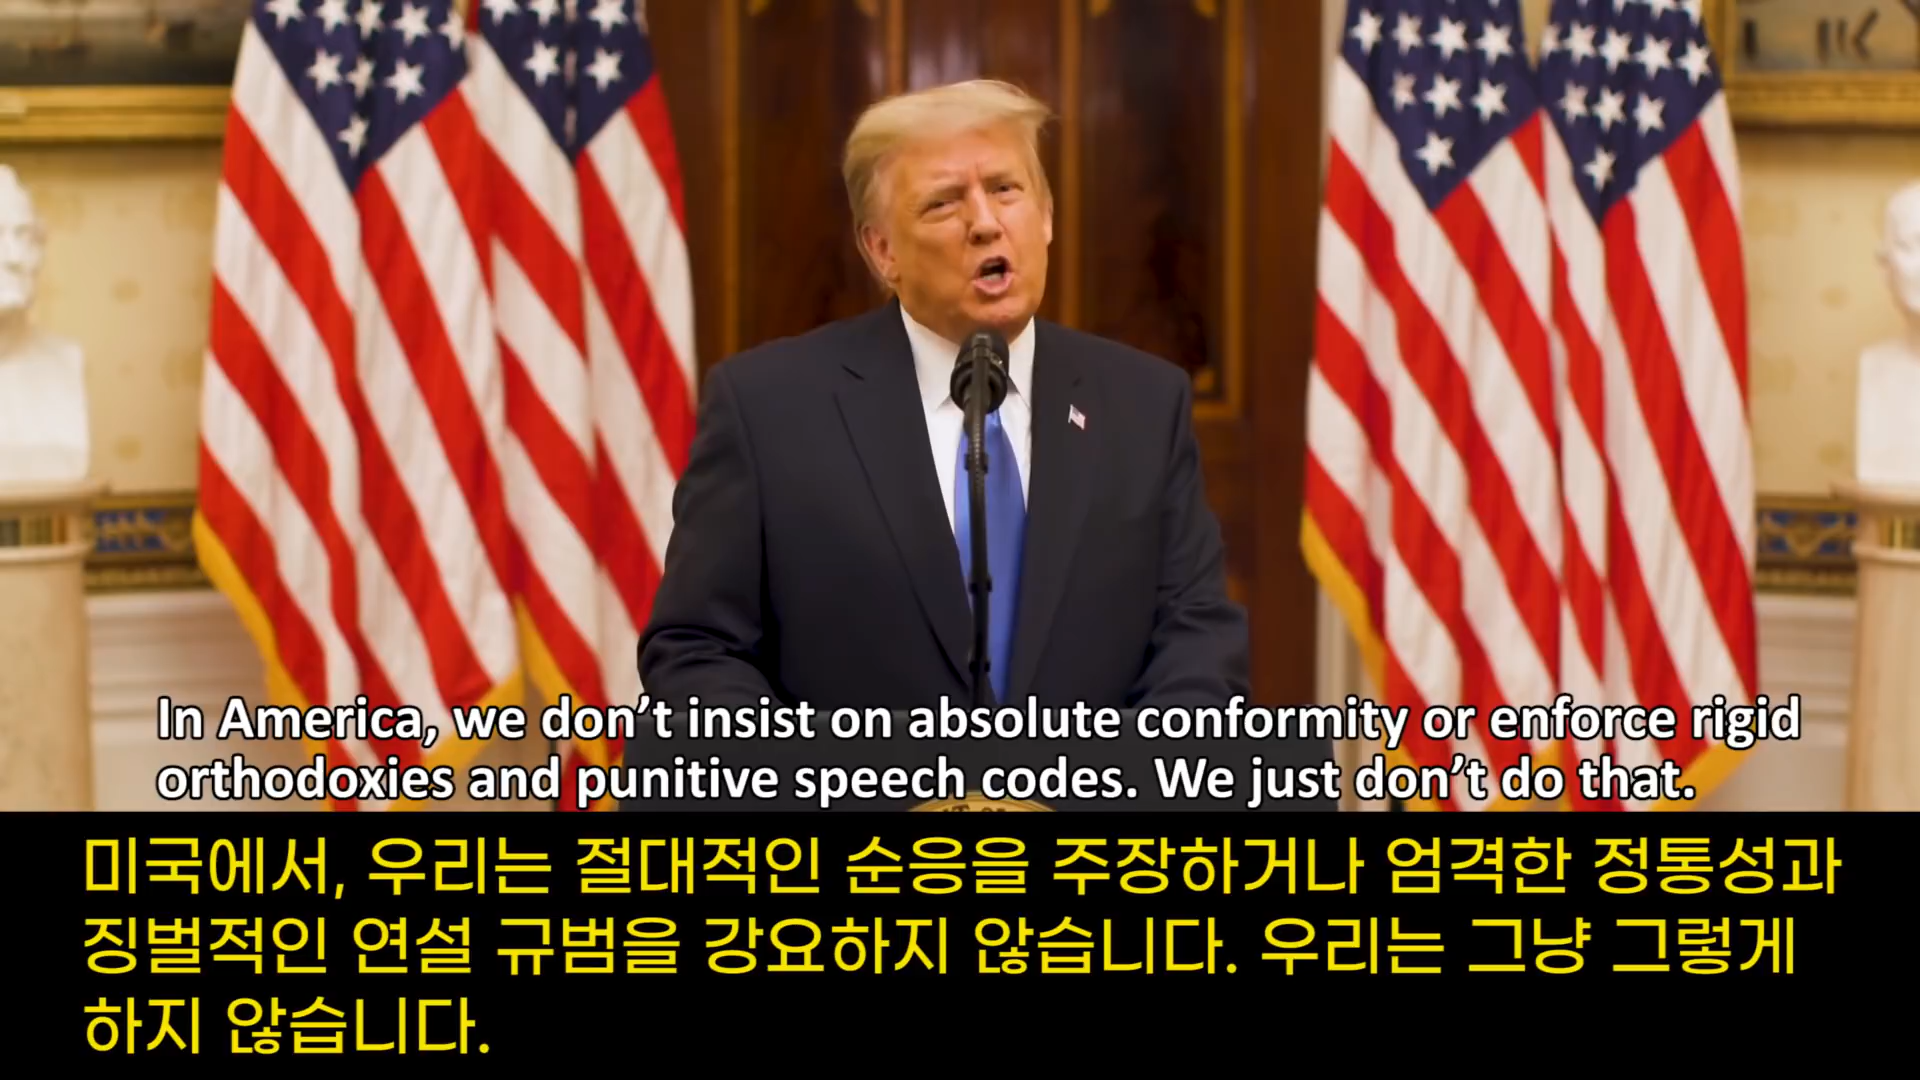 In America, we don't insist on absolute conformity or enforce rigid
orthodoxies and punitive speech codes. We just don't do that.
미국에서, 우리는 절대적인 순응을 주장하거나 엄격한 정통성과
징벌적인 연설 규범을 강요하지 않습니다. 우리는 그냥 그렇게
하지 않습니다.